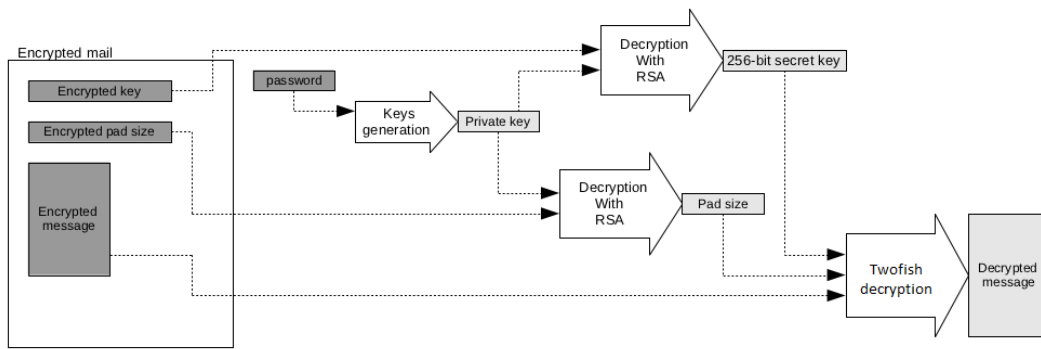 Encrypted mail
Encrypted key
Encrypted pad size
Encrypted
message
password
Keys
generation
Private key
Decryption
With
RSA
256-bit secret key
Decryption
With
RSA
Pad size
Twofish
decryption
Decrypted
message